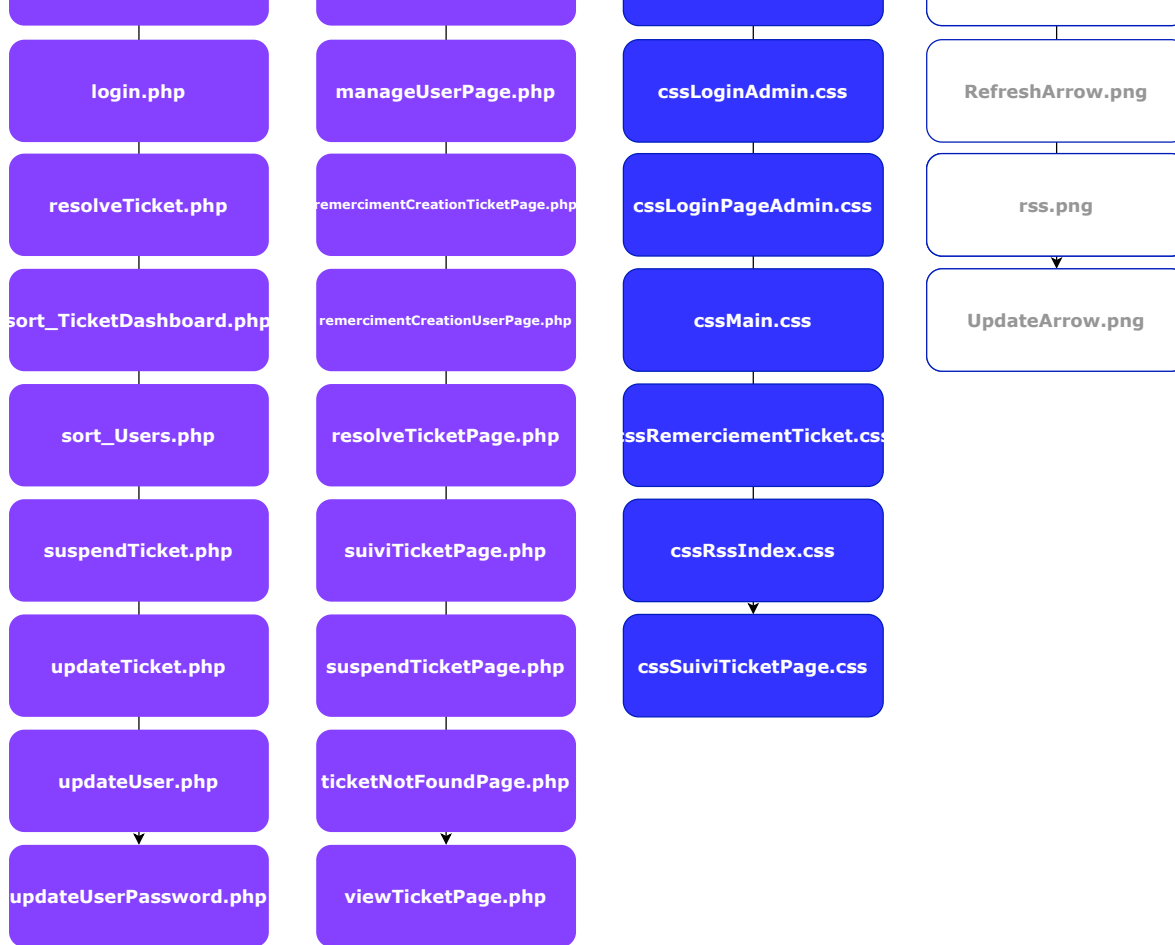 login.php
manageUserPage.php
cssLoginAdmin.css
RefreshArrow.png
resolveTicket.php
remercimentCreationTicketPage.php
cssLoginPageAdmin.css
rss.png
sort_TicketDashboard.php
remercimentCreationUserPage.php
cssMain.css
UpdateArrow.png
sort_Users.php
resolveTicketPage.php
cssRemerciementTicket.css
suspendTicket.php
suiviTicketPage.php
cssRssIndex.css
updateTicket.php
suspendTicketPage.php
cssSuiviTicketPage.css
updateUser.php
ticketNotFoundPage.php
updateUserPassword.php
viewTicketPage.php